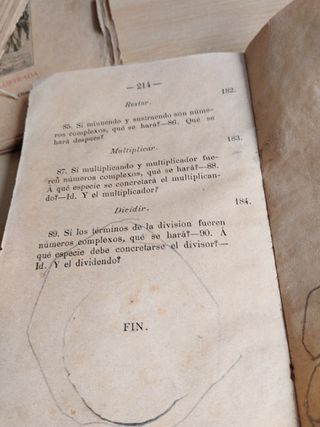 LUSTRADA
— 214 —
Restar.
182.
85. Si minuendo y sustraendo son núme-
ros complexos, qué se hará?—86. Qué se
hará despues?
Multiplicar.
183.
87. Si multiplicando y multiplicador fue-
ren números complexos, qué se hará?—88.
A qué especie se concretará el multiplican-
do?—Id. Y el multiplicador?
Dividir.
184.
89. Si los términos de la division fueren
números complexos, qué se hará?—90. A
qué especie debe concretarse el divisor?—
Id. Y el dividendo?
FIN.